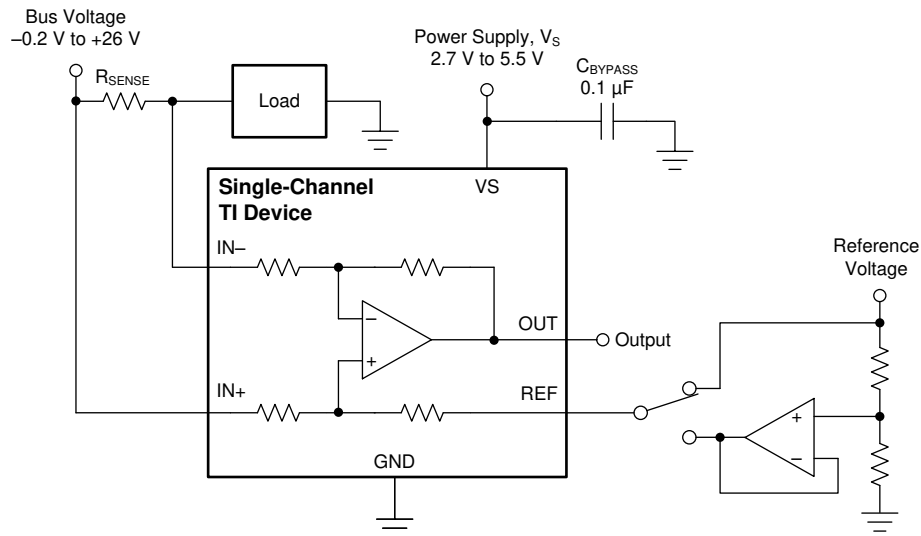 Bus Voltage
–0.2 V to +26 V
RSENSE
Load
Power Supply, VS
2.7 V to 5.5 V
CBYPASS
0.1 µF
Single-Channel
TI Device
VS
IN–
–
+
OUT
Output
IN+
REF
GND
Reference
Voltage
+
–